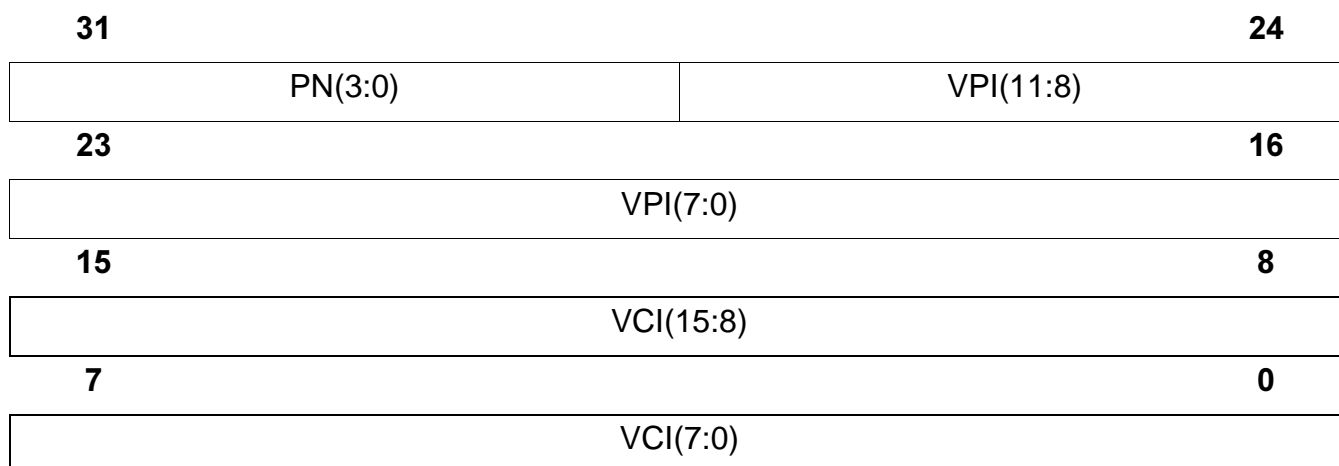 31 24
PN(3:0) VPI(11:8)
23 16
VPI(7:0)
15 8
VCI(15:8)
7 0
VCI(7:0)